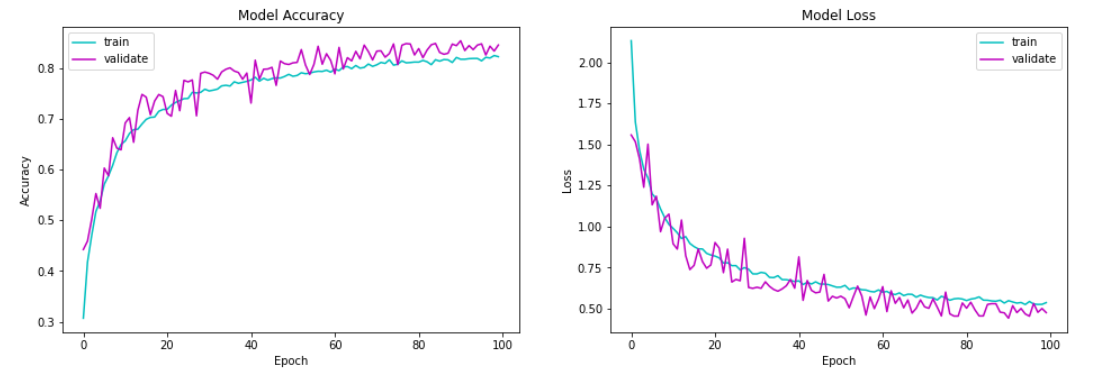 Model Accuracy
train
validate
0.8
0.7
0.6
0.5
0.4
0.3
Accuracy
0 20 40 60 80 100
Epoch
Model Loss
train
validate
2.00
1.75
1.50
1.25
1.00
0.75
0.50
Loss
0 20 40 60 80 100
Epoch